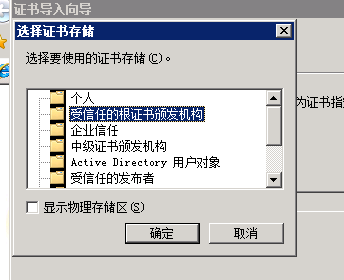 证书导入向导
选择证书存储
选择要使用的证书存储(C)。
为证书指
个人
受信任的根证书颁发机构
企业信任
中级证书颁发机构
Active Directory 用户对象
受信任的发布者
显示物理存储区(S)
确定
取消